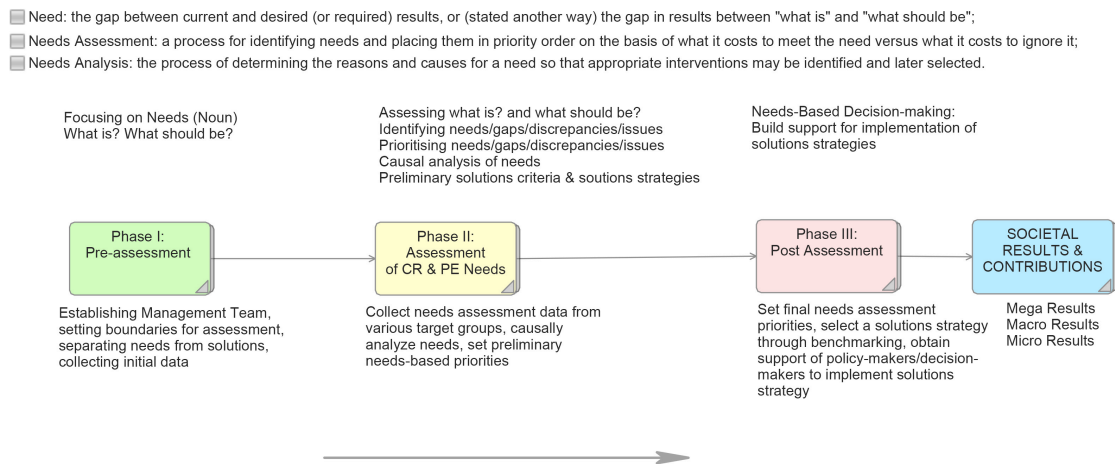 Need: the gap between current and desired (or required) results, or (stated another way) the gap in results between "what is" and "what should be";
Needs Assessment: a process for identifying needs and placing them in priority order on the basis of what it costs to meet the need versus what it costs to ignore it;
Needs Analysis: the process of determining the reasons and causes for a need so that appropriate interventions may be identified and later selected.
Focusing on Needs (Noun)
What is? What should be?
Assessing what is? and what should be?
Identifying needs/gaps/discrepancies/issues
Prioritising needs/gaps/discrepancies/issues
Causal analysis of needs
Preliminary solutions criteria & soutions strategies
Needs-Based Decision-making:
Build support for implementation of
solutions strategies
Phase I:
Pre-assessment
Phase II:
Assessment
of CR & PE Needs
Phase III:
Post Assessment
SOCIETAL
RESULTS &
CONTRIBUTIONS
Establishing Management Team,
setting boundaries for assessment,
separating needs from solutions,
collecting initial data
Collect needs assessment data from
various target groups, causally
analyze needs, set preliminary
needs-based priorities
Set final needs assessment
priorities, select a solutions strategy
through benchmarking, obtain
support of policy-makers/decision-
makers to implement solutions
strategy
Mega Results
Macro Results
Micro Results